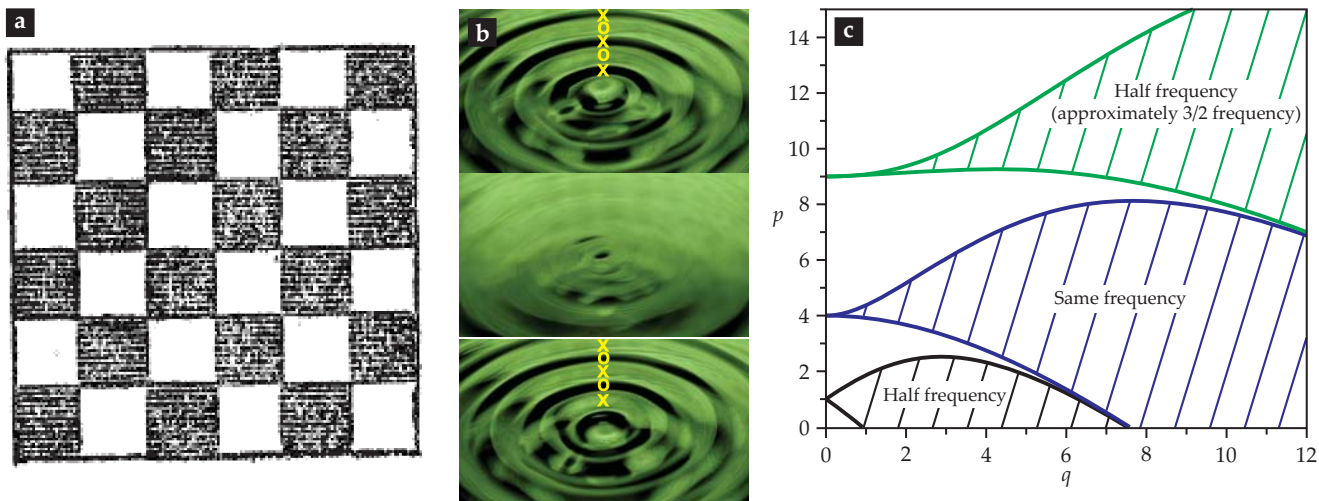 a
b
X
O
X
O
X
X
O
X
O
X
c
14
12
10
8
6
4
2
0
p
Half frequency
(approximately 3/2 frequency)
Same frequency
Half frequency
0
2
4
6
8
10
12
q